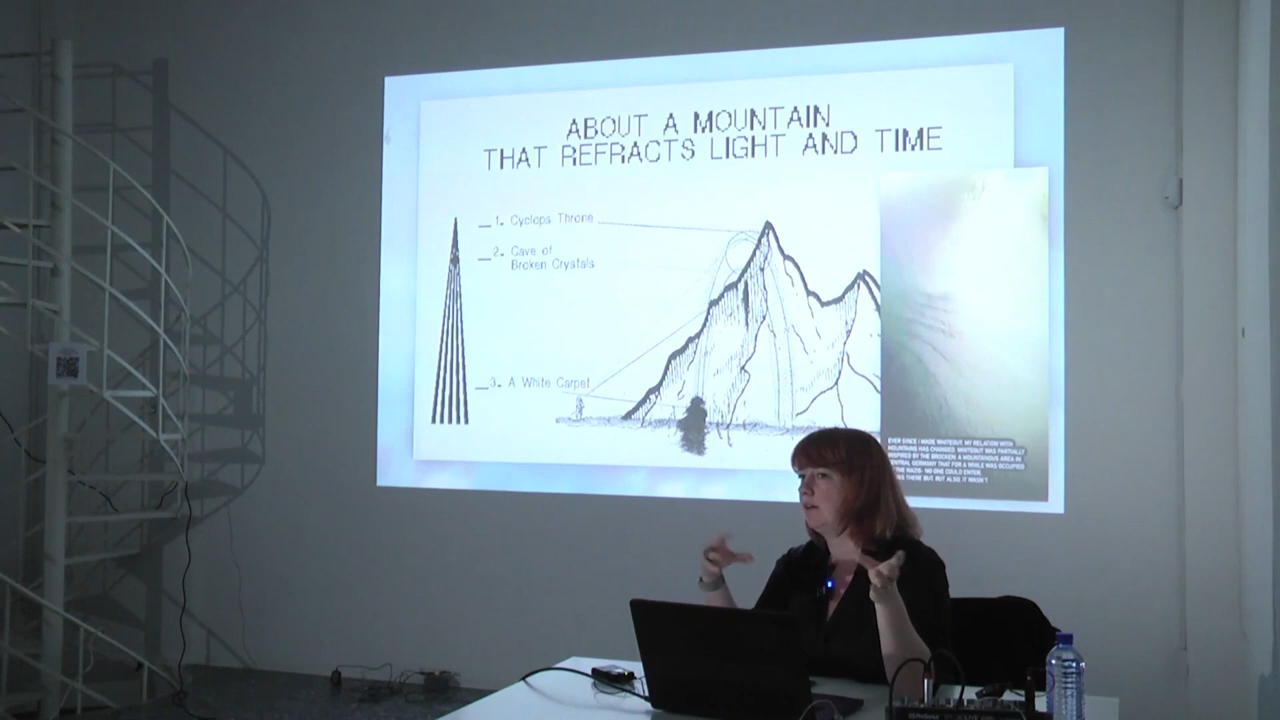 ABOUT A MOUNTAIN
THAT REFRACTS LIGHT AND TIME
1. Cyclops Throne
2. Cave of
Broken Crystals
3. A White Carpet
EVER SINCE I MADE WHITEOUT, MY RELATION WITH
MOUNTAINS HAS CHANGED. WHITEOUT WAS PARTIALLY
INSPIRED BY THE BROCKEN: A MOUNTAINOUS AREA IN
CENTRAL GERMANY THAT FOR A WHILE WAS OCCUPIED
THE NAZIS- NO ONE COULD ENTER.
THERE BUT, BUT ALSO, IT WASN'T
Roland